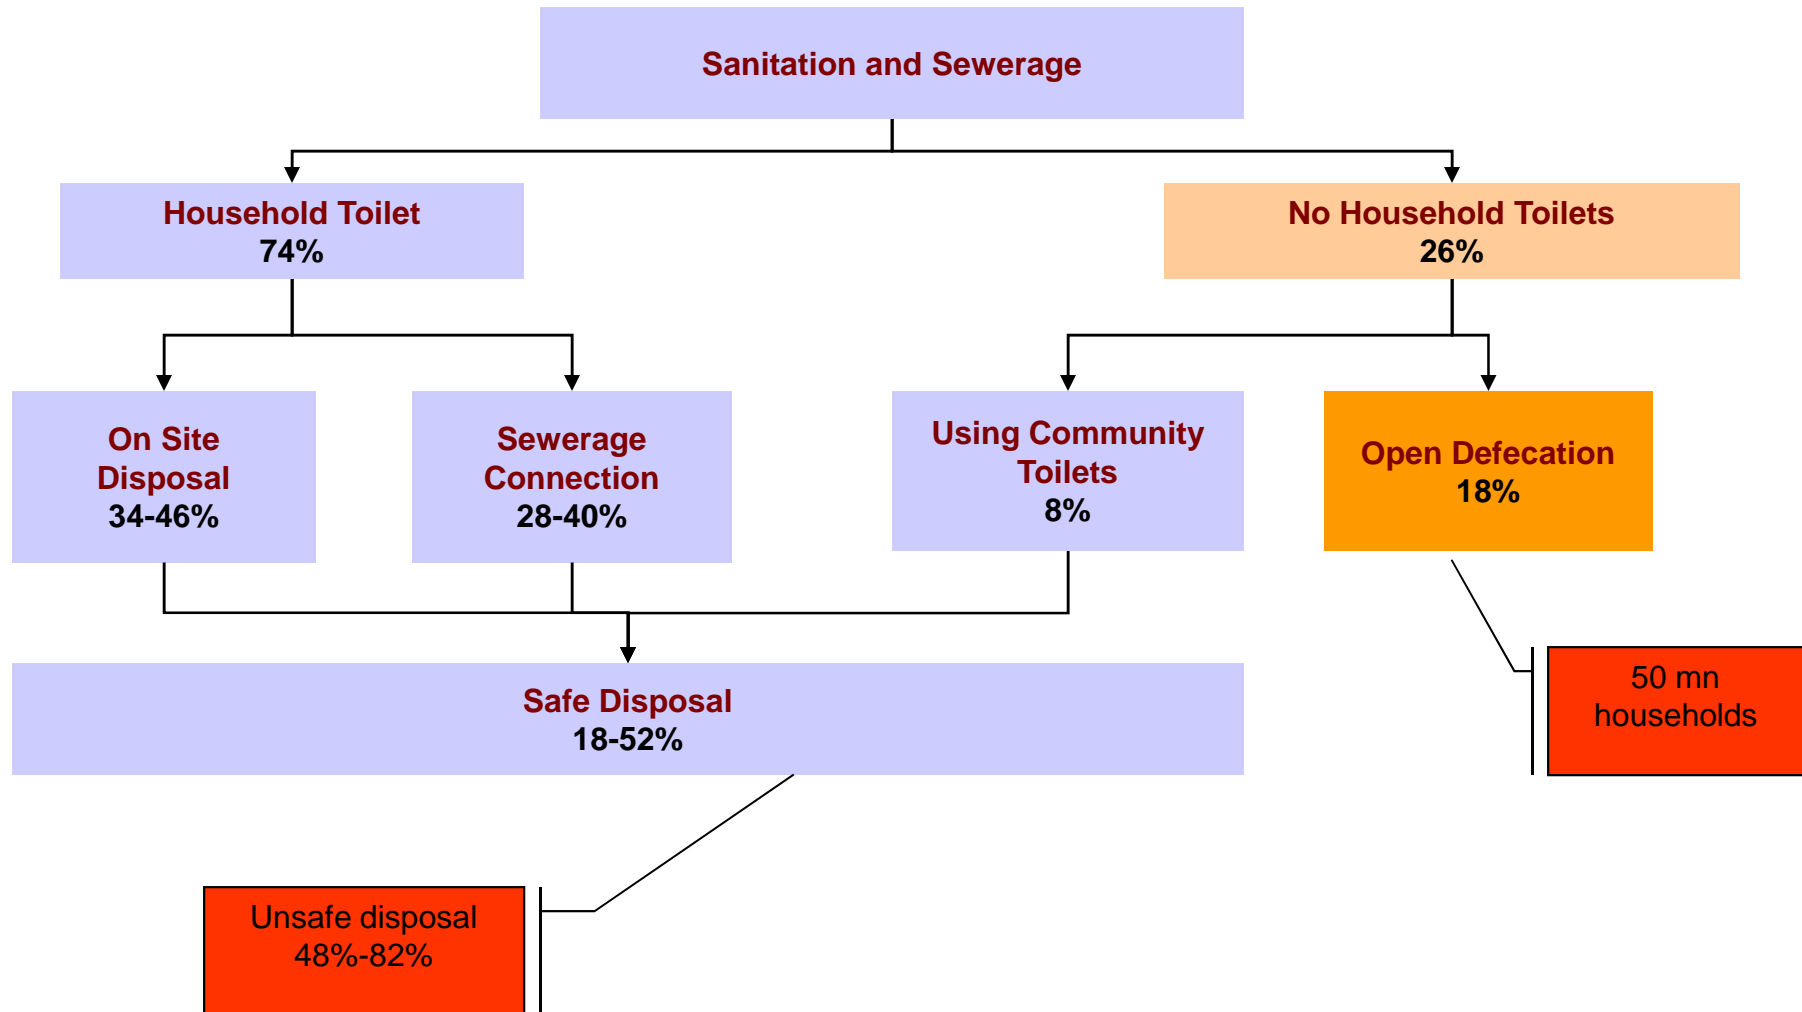 Sanitation and Sewerage
Household Toilet
74%
No Household Toilets
26%
On Site
Disposal
34-46%
Sewerage
Connection
28-40%
Using Community
Toilets
8%
Open Defecation
18%
Safe Disposal
18-52%
50 mn
households
Unsafe disposal
48%-82%